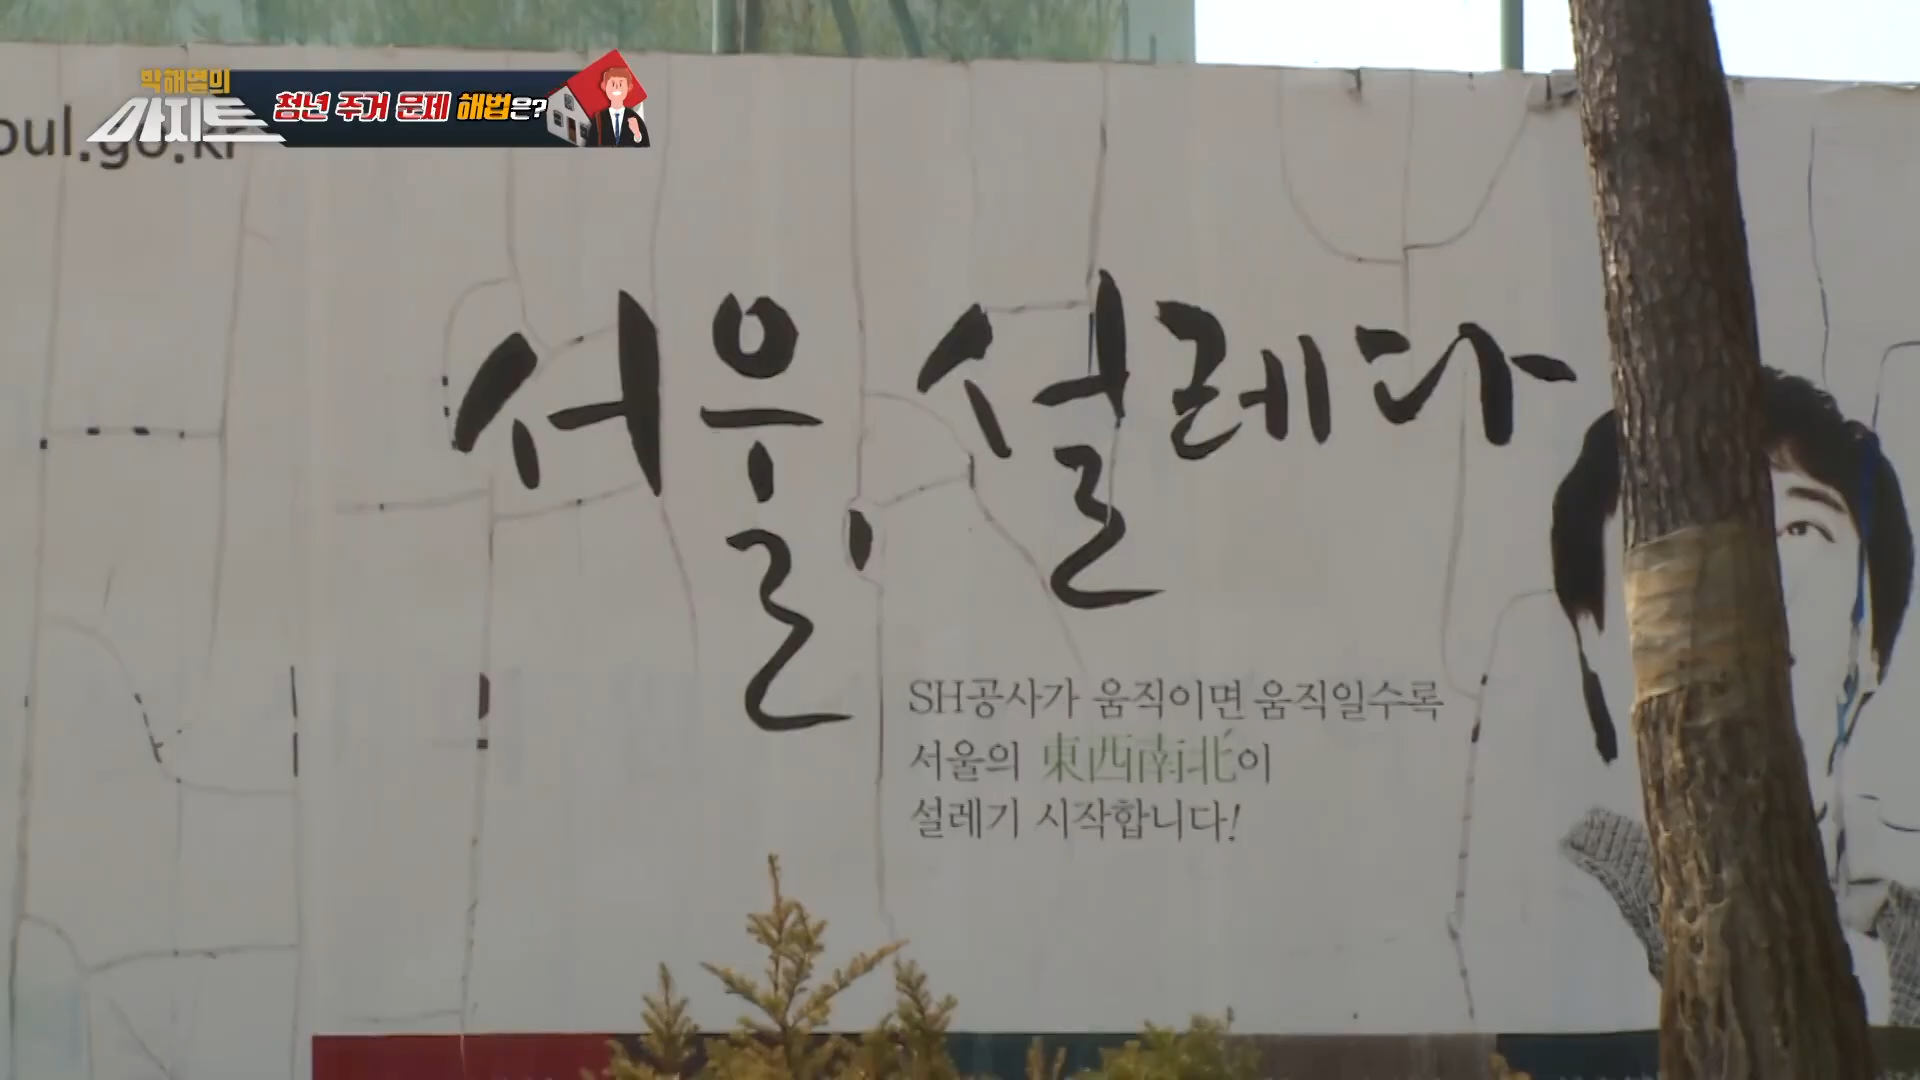 박해영의
아지트
청년 주거 문제 해법은?
oul.go.kr
서울, 설레다
SH공사가 움직이면 움직일수록
서울의 東西南北이
설레기 시작합니다!